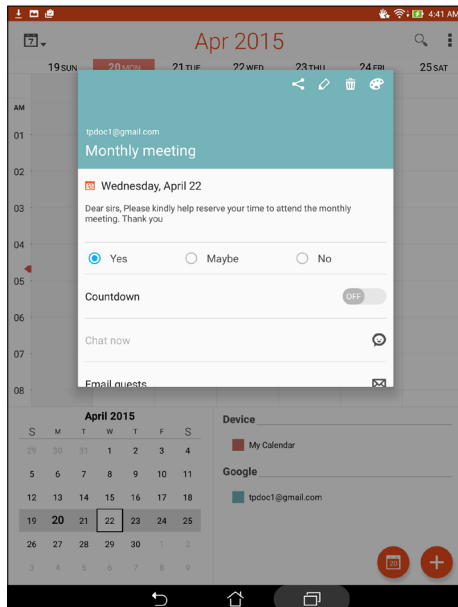 4:41 AM
7
Apr 2015
19 SUN 20 MON 21 TUE 22 WED 23 THU 24 FRI 25 SAT
AM
01
02
03
04
05
06
07
08
tpdoc1@gmail.com
Monthly meeting
20 Wednesday, April 22
Dear sirs, Please kindly help reserve your time to attend the monthly
meeting. Thank you
Yes Maybe No
Countdown OFF
Chat now
Email guests
April 2015
S M T W T F S
29 30 31 1 2 3 4
5 6 7 8 9 10 11
12 13 14 15 16 17 18
19 20 21 22 23 24 25
26 27 28 29 30 1 2
3 4 5 6 7 8 9
Device
My Calendar
Google
tpdoc1@gmail.com
20